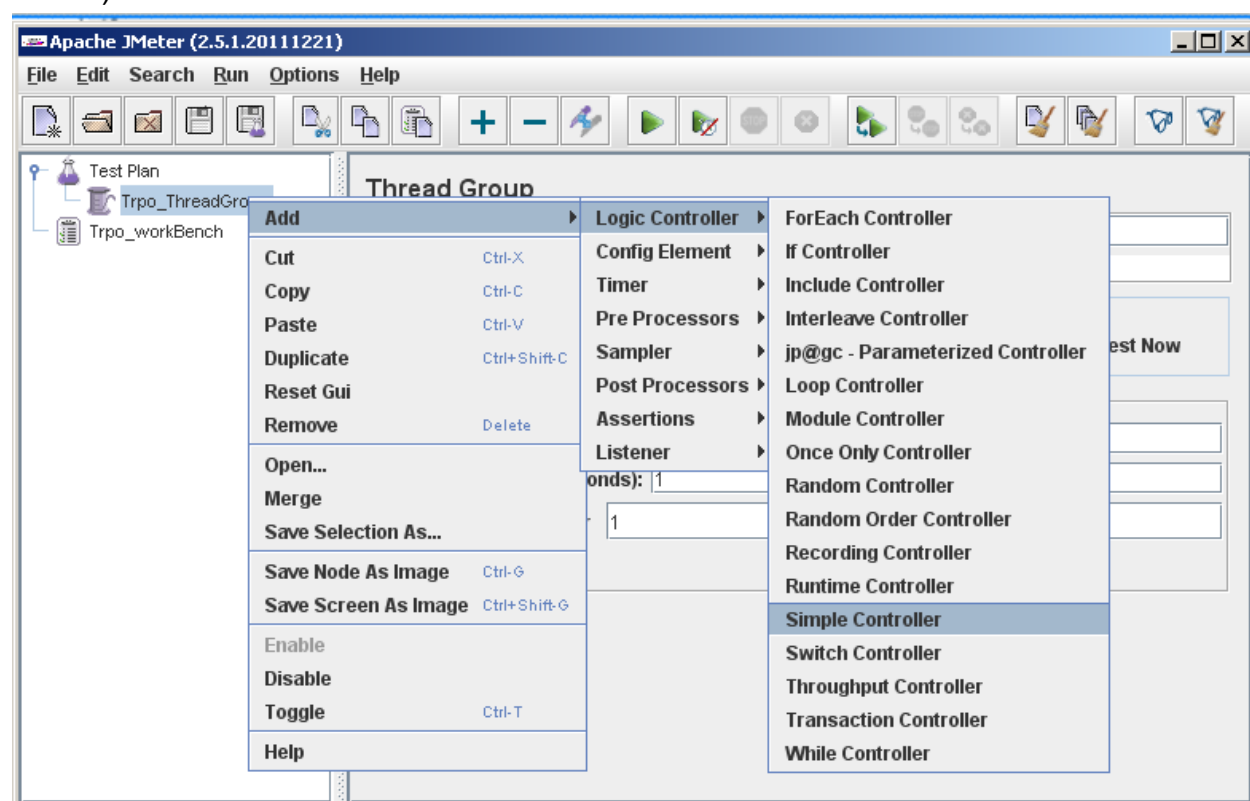 )
Apache JMeter (2.5.1.20111221)
File Edit Search Run Options Help
Test Plan
Trpo_ThreadGro
Trpo_workBench
Thread Group
Add
Cut Ctrl-X
Copy Ctrl-C
Paste Ctrl-V
Duplicate Ctrl+Shift-C
Reset Gui
Remove Delete
Open...
Merge
Save Selection As...
Save Node As Image Ctrl-G
Save Screen As Image Ctrl+Shift-G
Enable
Disable
Toggle Ctrl-T
Help
Logic Controller
Config Element
Timer
Pre Processors
Sampler
Post Processors
Assertions
Listener
ForEach Controller
If Controller
Include Controller
Interleave Controller
jp@gc - Parameterized Controller
Loop Controller
Module Controller
Once Only Controller
Random Controller
Random Order Controller
Recording Controller
Runtime Controller
Simple Controller
Switch Controller
Throughput Controller
Transaction Controller
While Controller
est Now
onds): 1
1